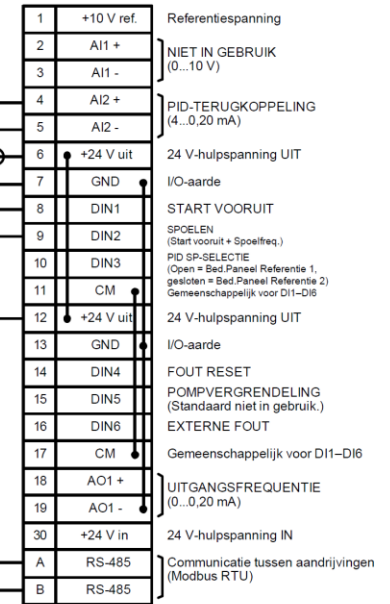 1 +10 V ref. Referentiespanning
2 AI1 + NIET IN GEBRUIK
3 AI1 - (0...10 V)
4 AI2 + PID-TERUGKOPPELING
5 AI2 - (4...0,20 mA)
6 +24 V uit 24 V-hulpspanning UIT
7 GND I/O-aarde
8 DIN1 START VOORUIT
9 DIN2 SPOELEN
(Start vooruit + Spoelfreq.)
10 DIN3 PID SP-SELECTIE
(Open = Bed.Paneel Referentie 1,
gesloten = Bed.Paneel Referentie 2)
11 CM Gemeenschappelijk voor DI1–DI6
12 +24 V uit 24 V-hulpspanning UIT
13 GND I/O-aarde
14 DIN4 FOUT RESET
15 DIN5 POMPVERGRENDELING
(Standaard niet in gebruik.)
16 DIN6 EXTERNE FOUT
17 CM Gemeenschappelijk voor DI1–DI6
18 AO1 + UITGANGSFREQUENTIE
19 AO1 - (0...0,20 mA)
30 +24 V in 24 V-hulpspanning IN
A RS-485 Communicatie tussen aandrijvingen
B RS-485 (Modbus RTU)